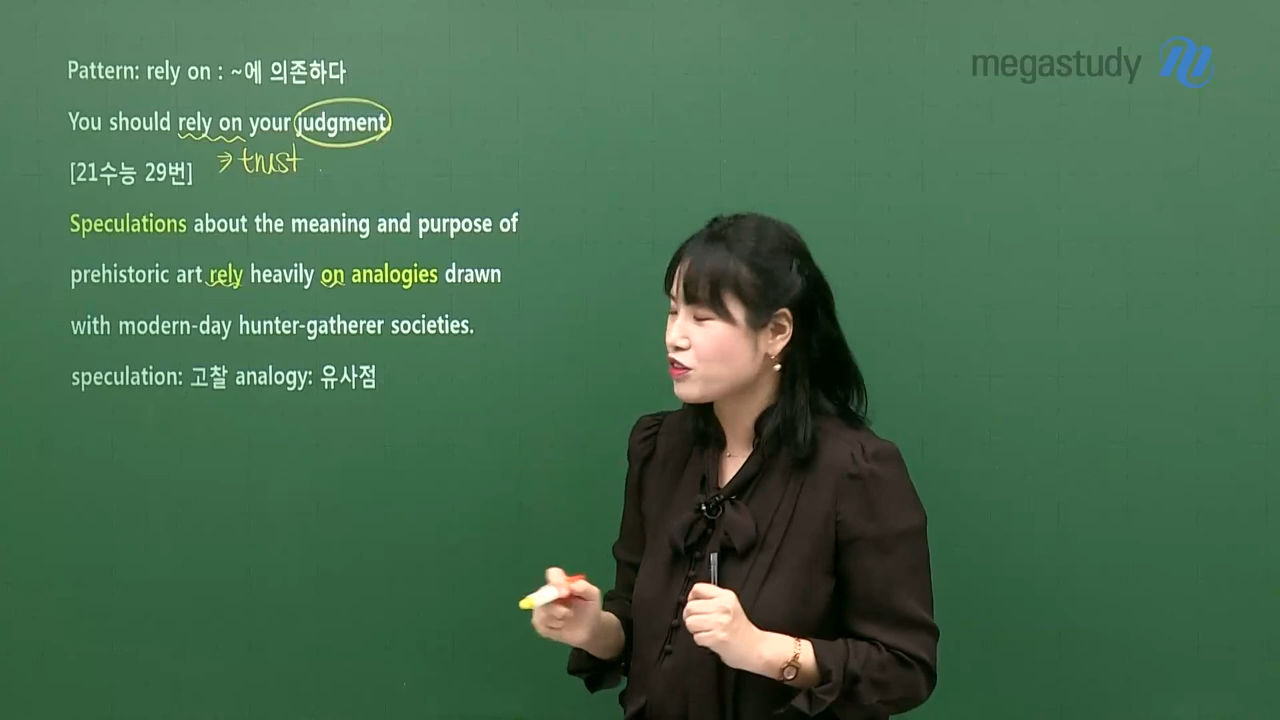 megastudy
Pattern: rely on : ~에 의존하다
You should rely on your judgment.
⇒ trust
[21수능 29번]
Speculations about the meaning and purpose of
prehistoric art rely heavily on analogies drawn
with modern-day hunter-gatherer societies.
speculation: 고찰 analogy: 유사점